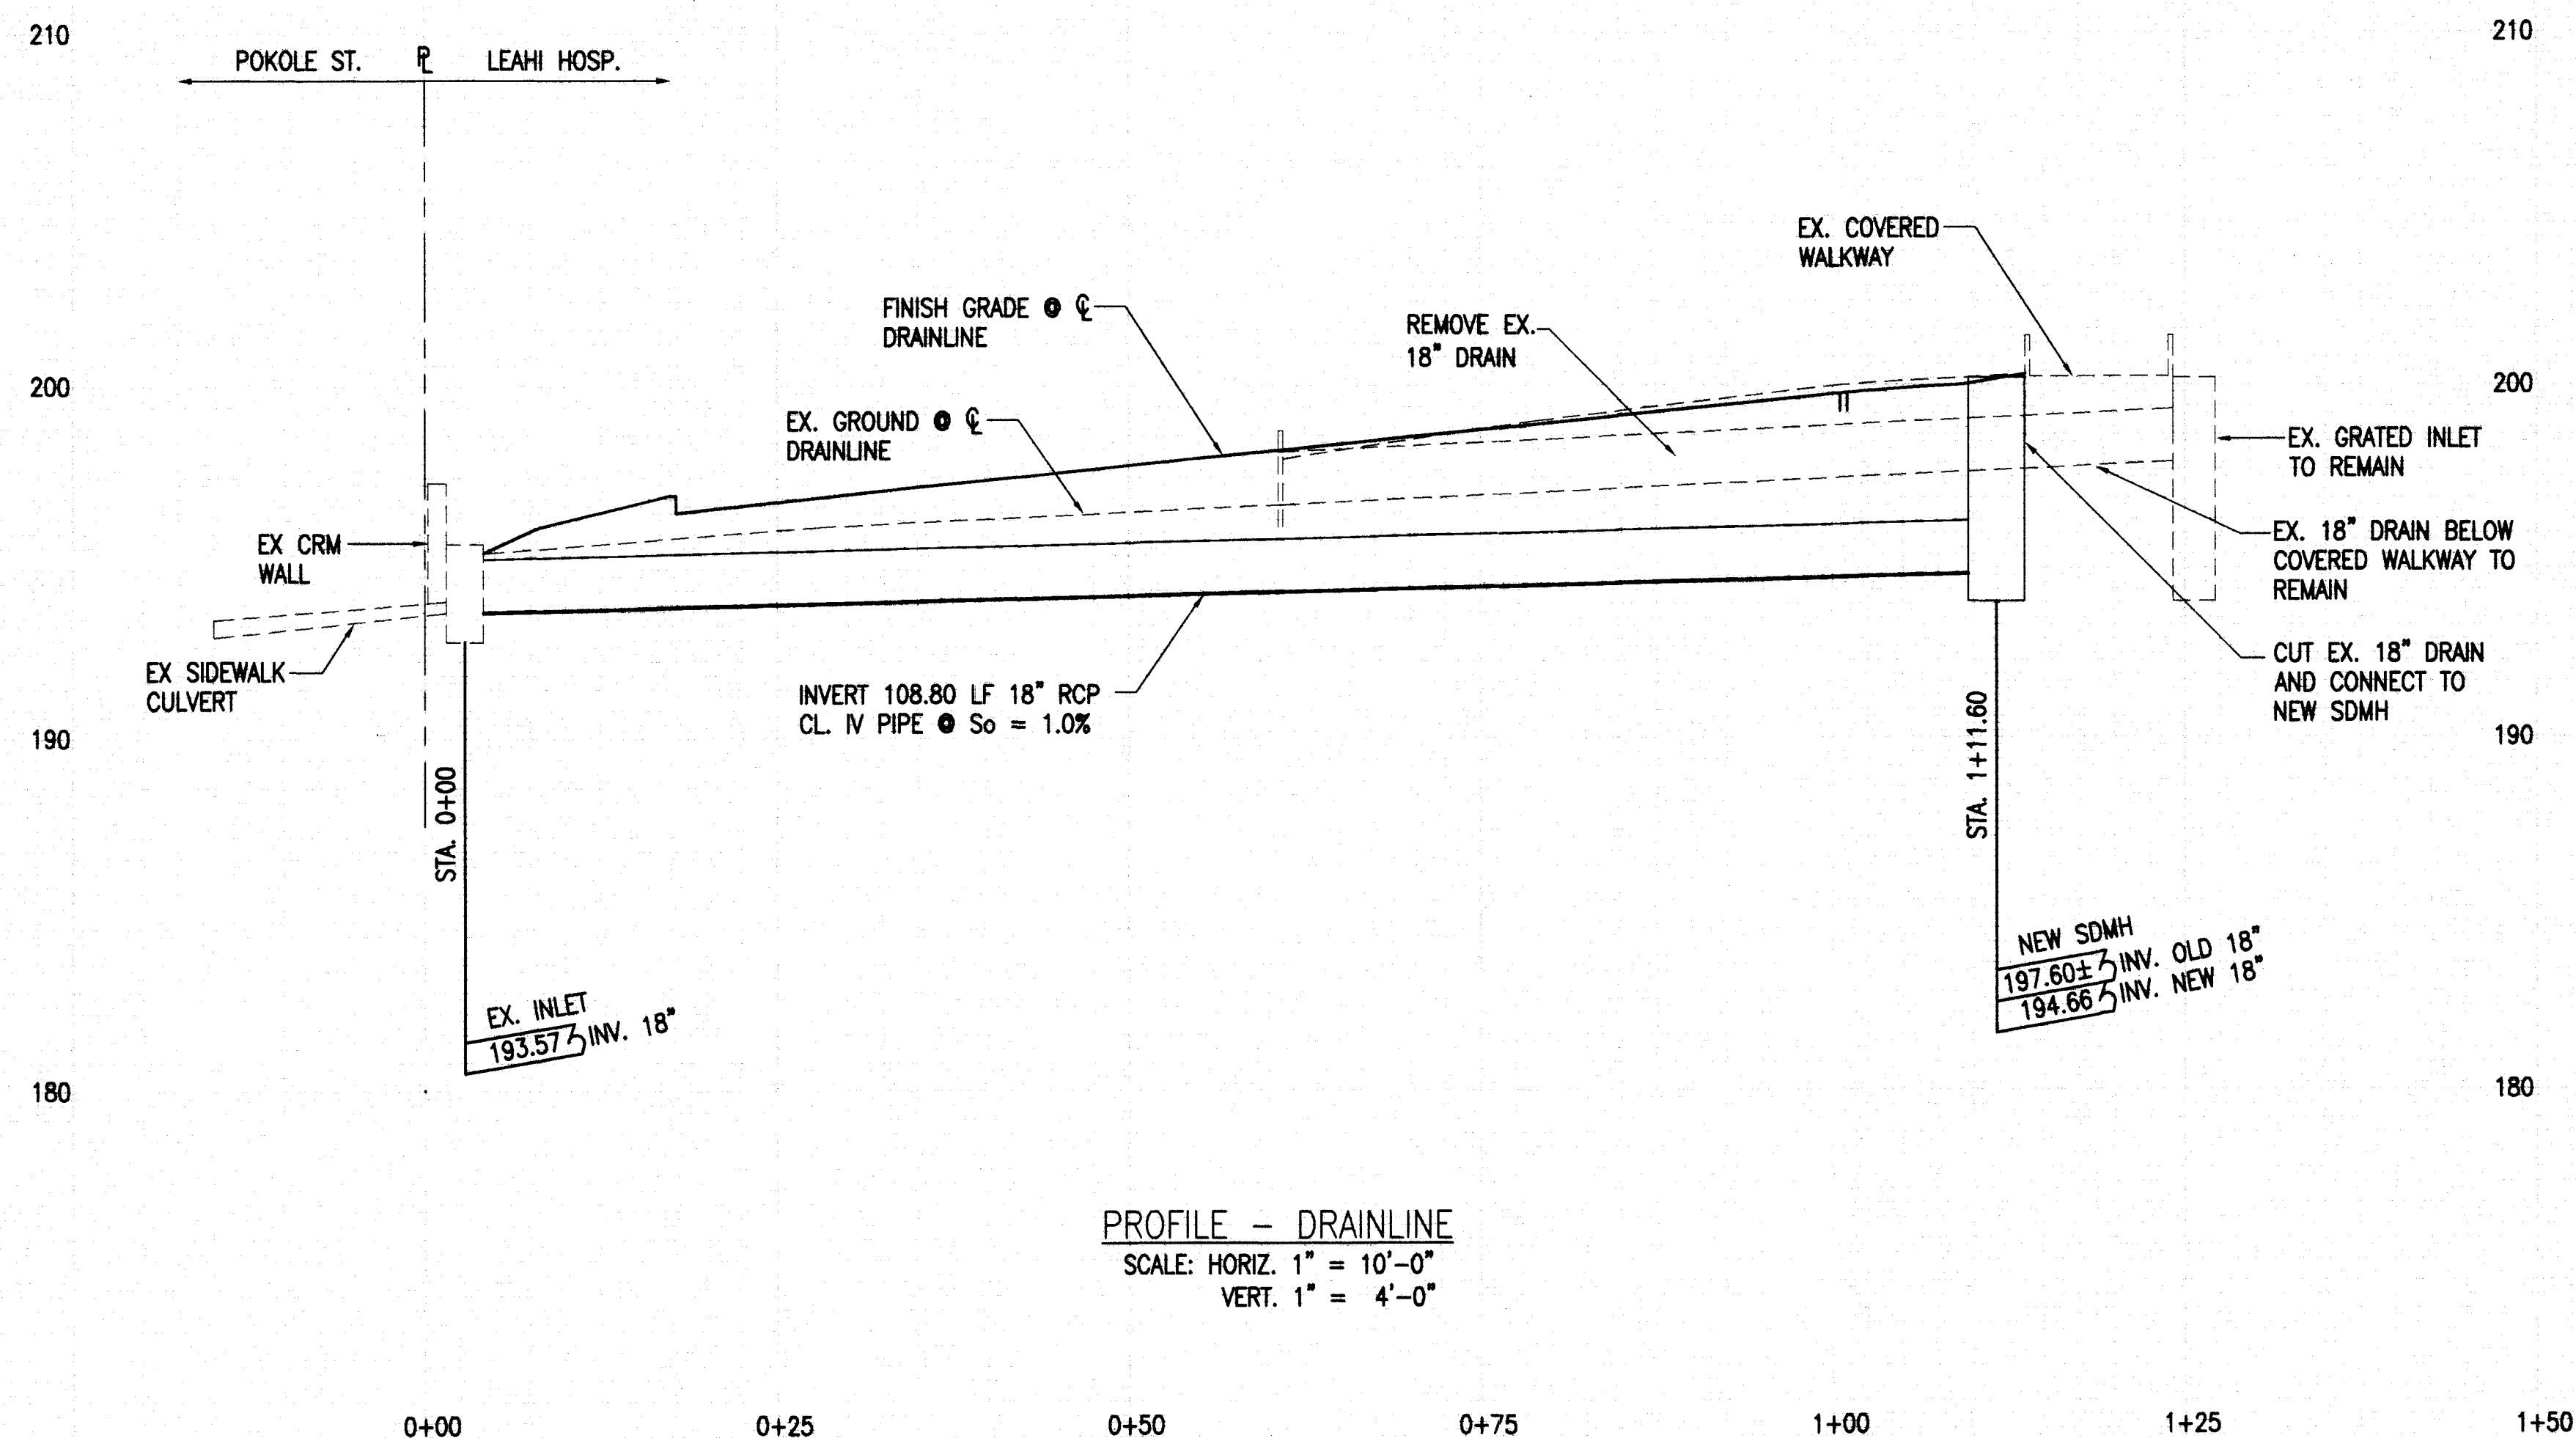 210
210
POKOLE ST.
PL
LEAHI HOSP.
EX. COVERED
WALKWAY
FINISH GRADE @ CL
DRAINLINE
REMOVE EX.
18" DRAIN
200
200
EX. GROUND @ CL
DRAINLINE
EX. GRATED INLET
TO REMAIN
EX CRM
WALL
EX. 18" DRAIN BELOW
COVERED WALKWAY TO
REMAIN
EX SIDEWALK
CULVERT
CUT EX. 18" DRAIN
AND CONNECT TO
NEW SDMH
INVERT 108.80 LF 18" RCP
CL. IV PIPE @ So = 1.0%
190
190
STA. 0+00
STA. 1+11.60
NEW SDMH
197.60± INV. OLD 18"
194.66 INV. NEW 18"
EX. INLET
193.57 INV. 18"
180
180
PROFILE - DRAINLINE
SCALE: HORIZ. 1" = 10'-0"
VERT. 1" = 4'-0"
0+00
0+25
0+50
0+75
1+00
1+25
1+50